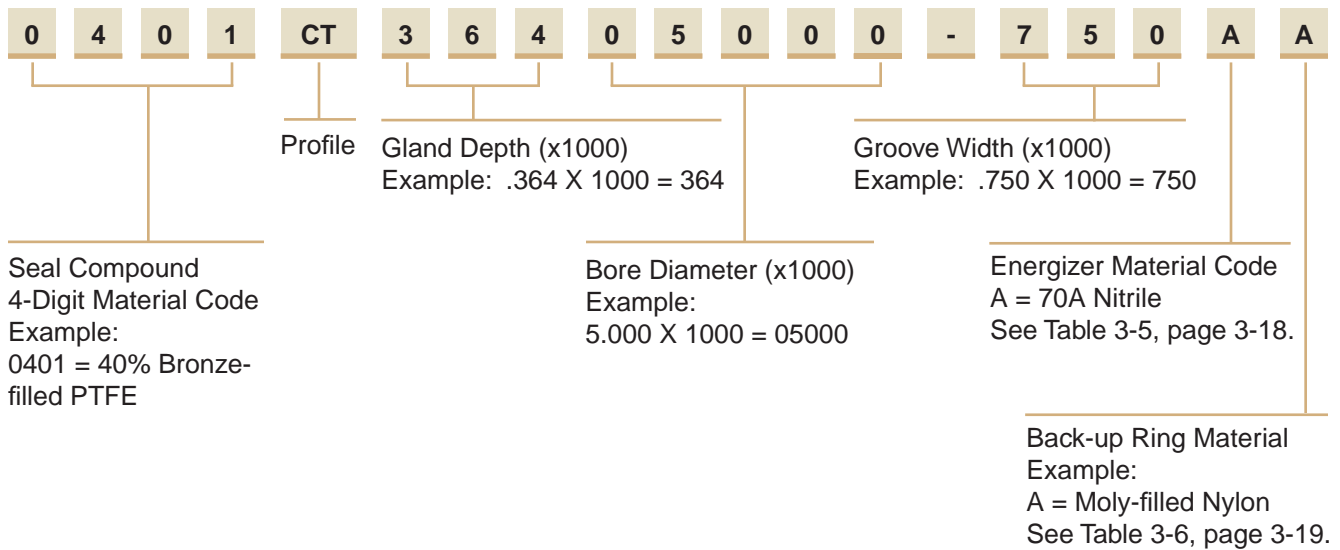 0 4 0 1 CT 3 6 4 0 5 0 0 0 - 7 5 0 A A
Profile
Gland Depth (x1000)
Example: .364 X 1000 = 364
Groove Width (x1000)
Example: .750 X 1000 = 750
Seal Compound
4-Digit Material Code
Example:
0401 = 40% Bronze-
filled PTFE
Bore Diameter (x1000)
Example:
5.000 X 1000 = 05000
Energizer Material Code
A = 70A Nitrile
See Table 3-5, page 3-18.
Back-up Ring Material
Example:
A = Moly-filled Nylon
See Table 3-6, page 3-19.